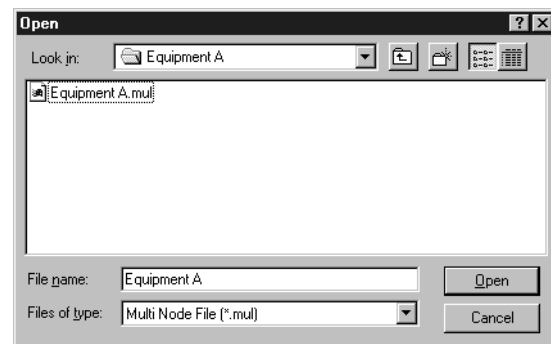 Open
Look in:
Equipment A
Equipment A.mul
File name:
Equipment A
Open
Files of type:
Multi Node File (*.mul)
Cancel